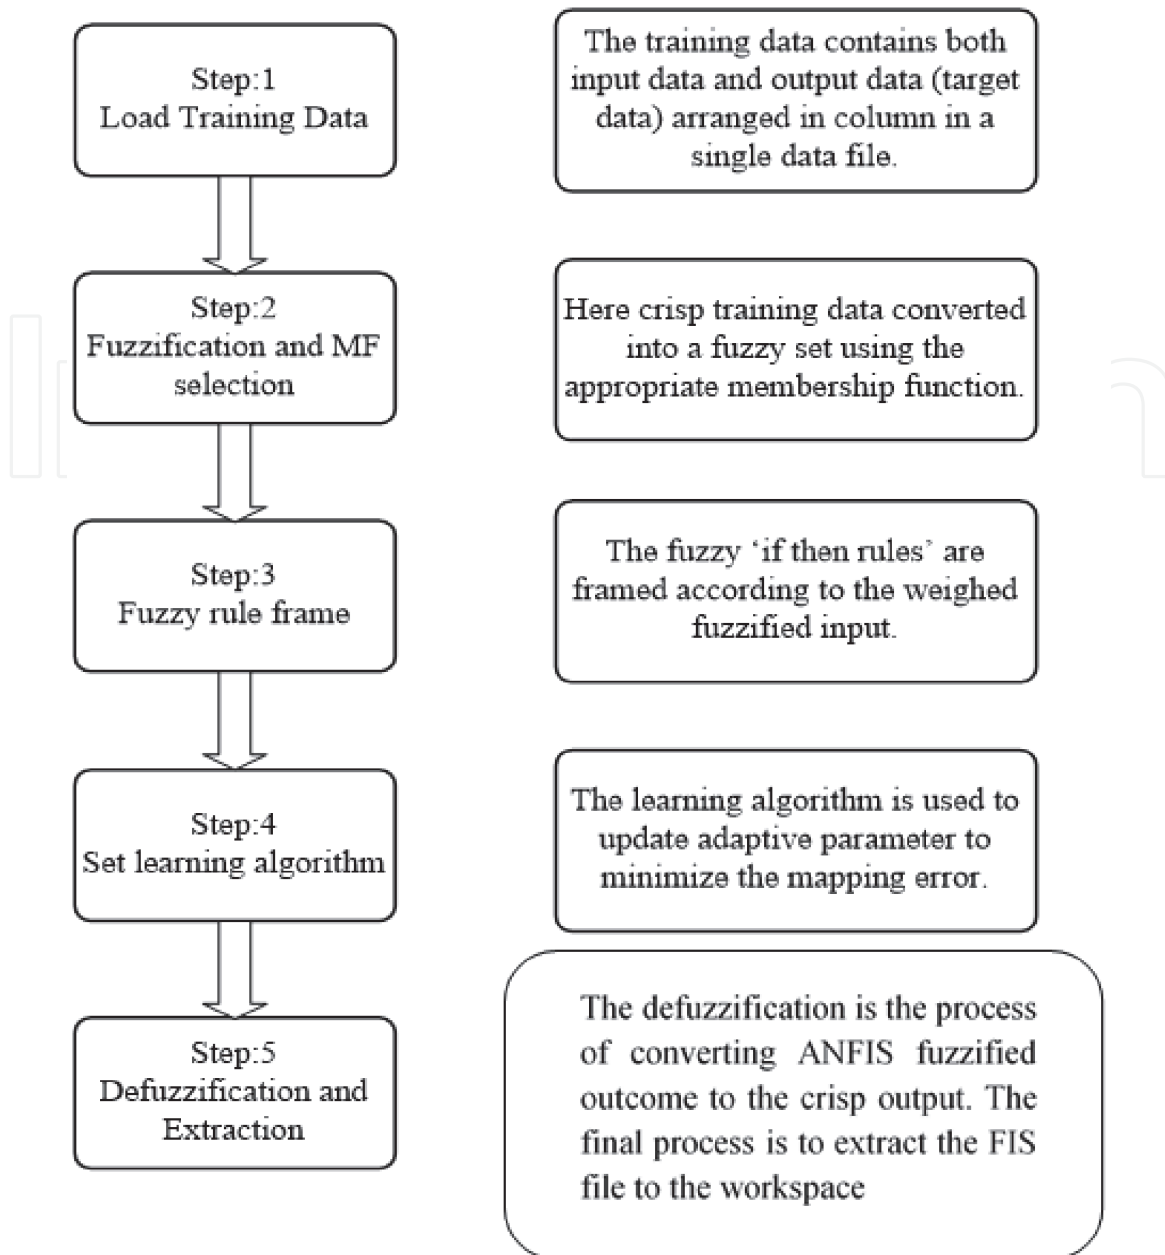 Step:1
Load Training Data
The training data contains both
input data and output data (target
data) arranged in column in a
single data file.
Step:2
Fuzzification and MF
selection
Here crisp training data converted
into a fuzzy set using the
appropriate membership function.
Step:3
Fuzzy rule frame
The fuzzy ‘if then rules’ are
framed according to the weighed
fuzzified input.
Step:4
Set learning algorithm
The learning algorithm is used to
update adaptive parameter to
minimize the mapping error.
Step:5
Defuzzification and
Extraction
The defuzzification is the process
of converting ANFIS fuzzified
outcome to the crisp output. The
final process is to extract the FIS
file to the workspace